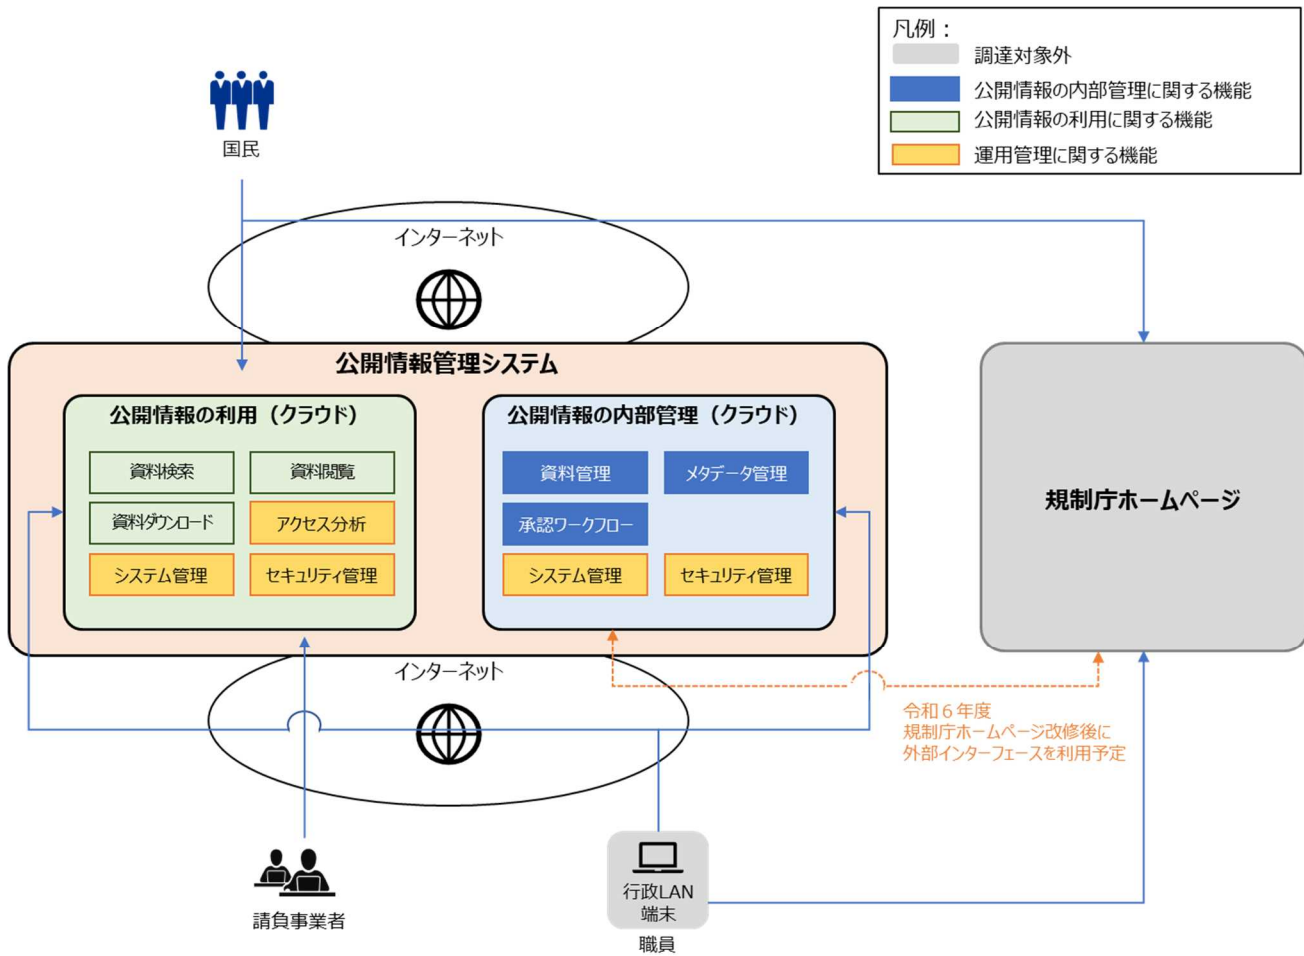 凡例：
調達対象外
公開情報の内部管理に関する機能
公開情報の利用に関する機能
運用管理に関する機能
国民
インターネット
公開情報管理システム
公開情報の利用（クラウド）
資料検索
資料閲覧
資料ダウンロード
アクセス分析
システム管理
セキュリティ管理
公開情報の内部管理（クラウド）
資料管理
メタデータ管理
承認ワークフロー
システム管理
セキュリティ管理
規制庁ホームページ
インターネット
令和６年度
規制庁ホームページ改修後に
外部インターフェースを利用予定
請負事業者
行政LAN
端末
職員